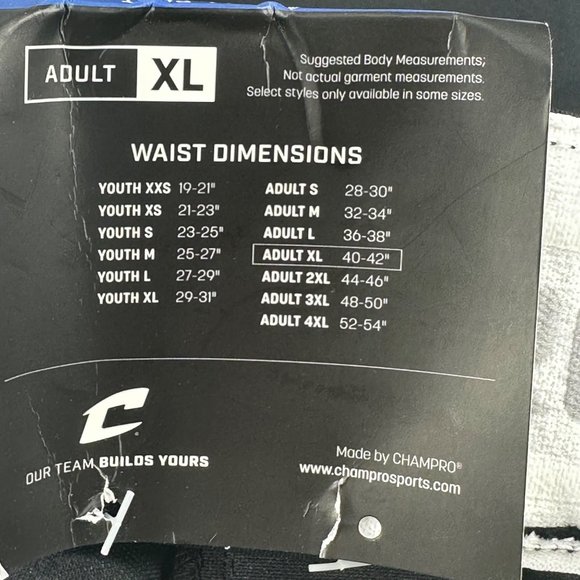 ADULT XL
Suggested Body Measurements;
Not actual garment measurements.
Select styles only available in some sizes.
WAIST DIMENSIONS
YOUTH XXS 19-21"
YOUTH XS 21-23"
YOUTH S 23-25"
YOUTH M 25-27"
YOUTH L 27-29"
YOUTH XL 29-31"
ADULT S 28-30"
ADULT M 32-34"
ADULT L 36-38"
ADULT XL 40-42"
ADULT 2XL 44-46"
ADULT 3XL 48-50"
ADULT 4XL 52-54"
C®
OUR TEAM BUILDS YOURS
Made by CHAMPRO®
www.champrosports.com